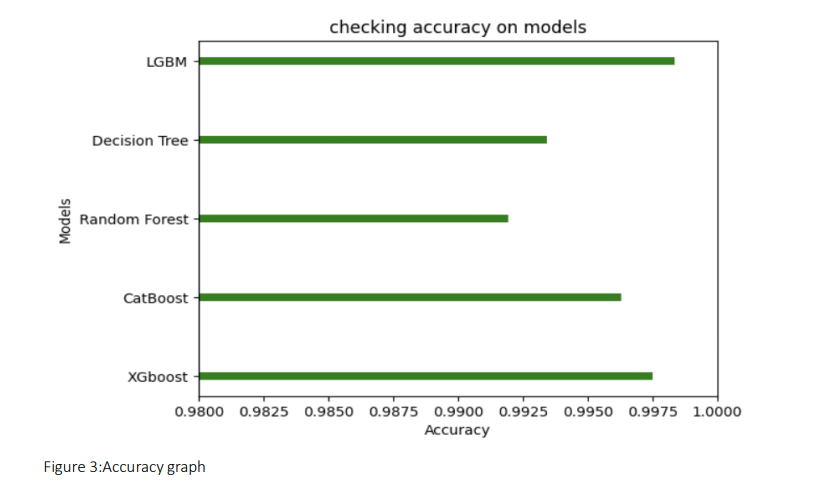 checking accuracy on models
LGBM
Decision Tree
Random Forest
CatBoost
XGboost
Models
0.9800 0.9825 0.9850 0.9875 0.9900 0.9925 0.9950 0.9975 1.0000
Accuracy
Figure 3:Accuracy graph